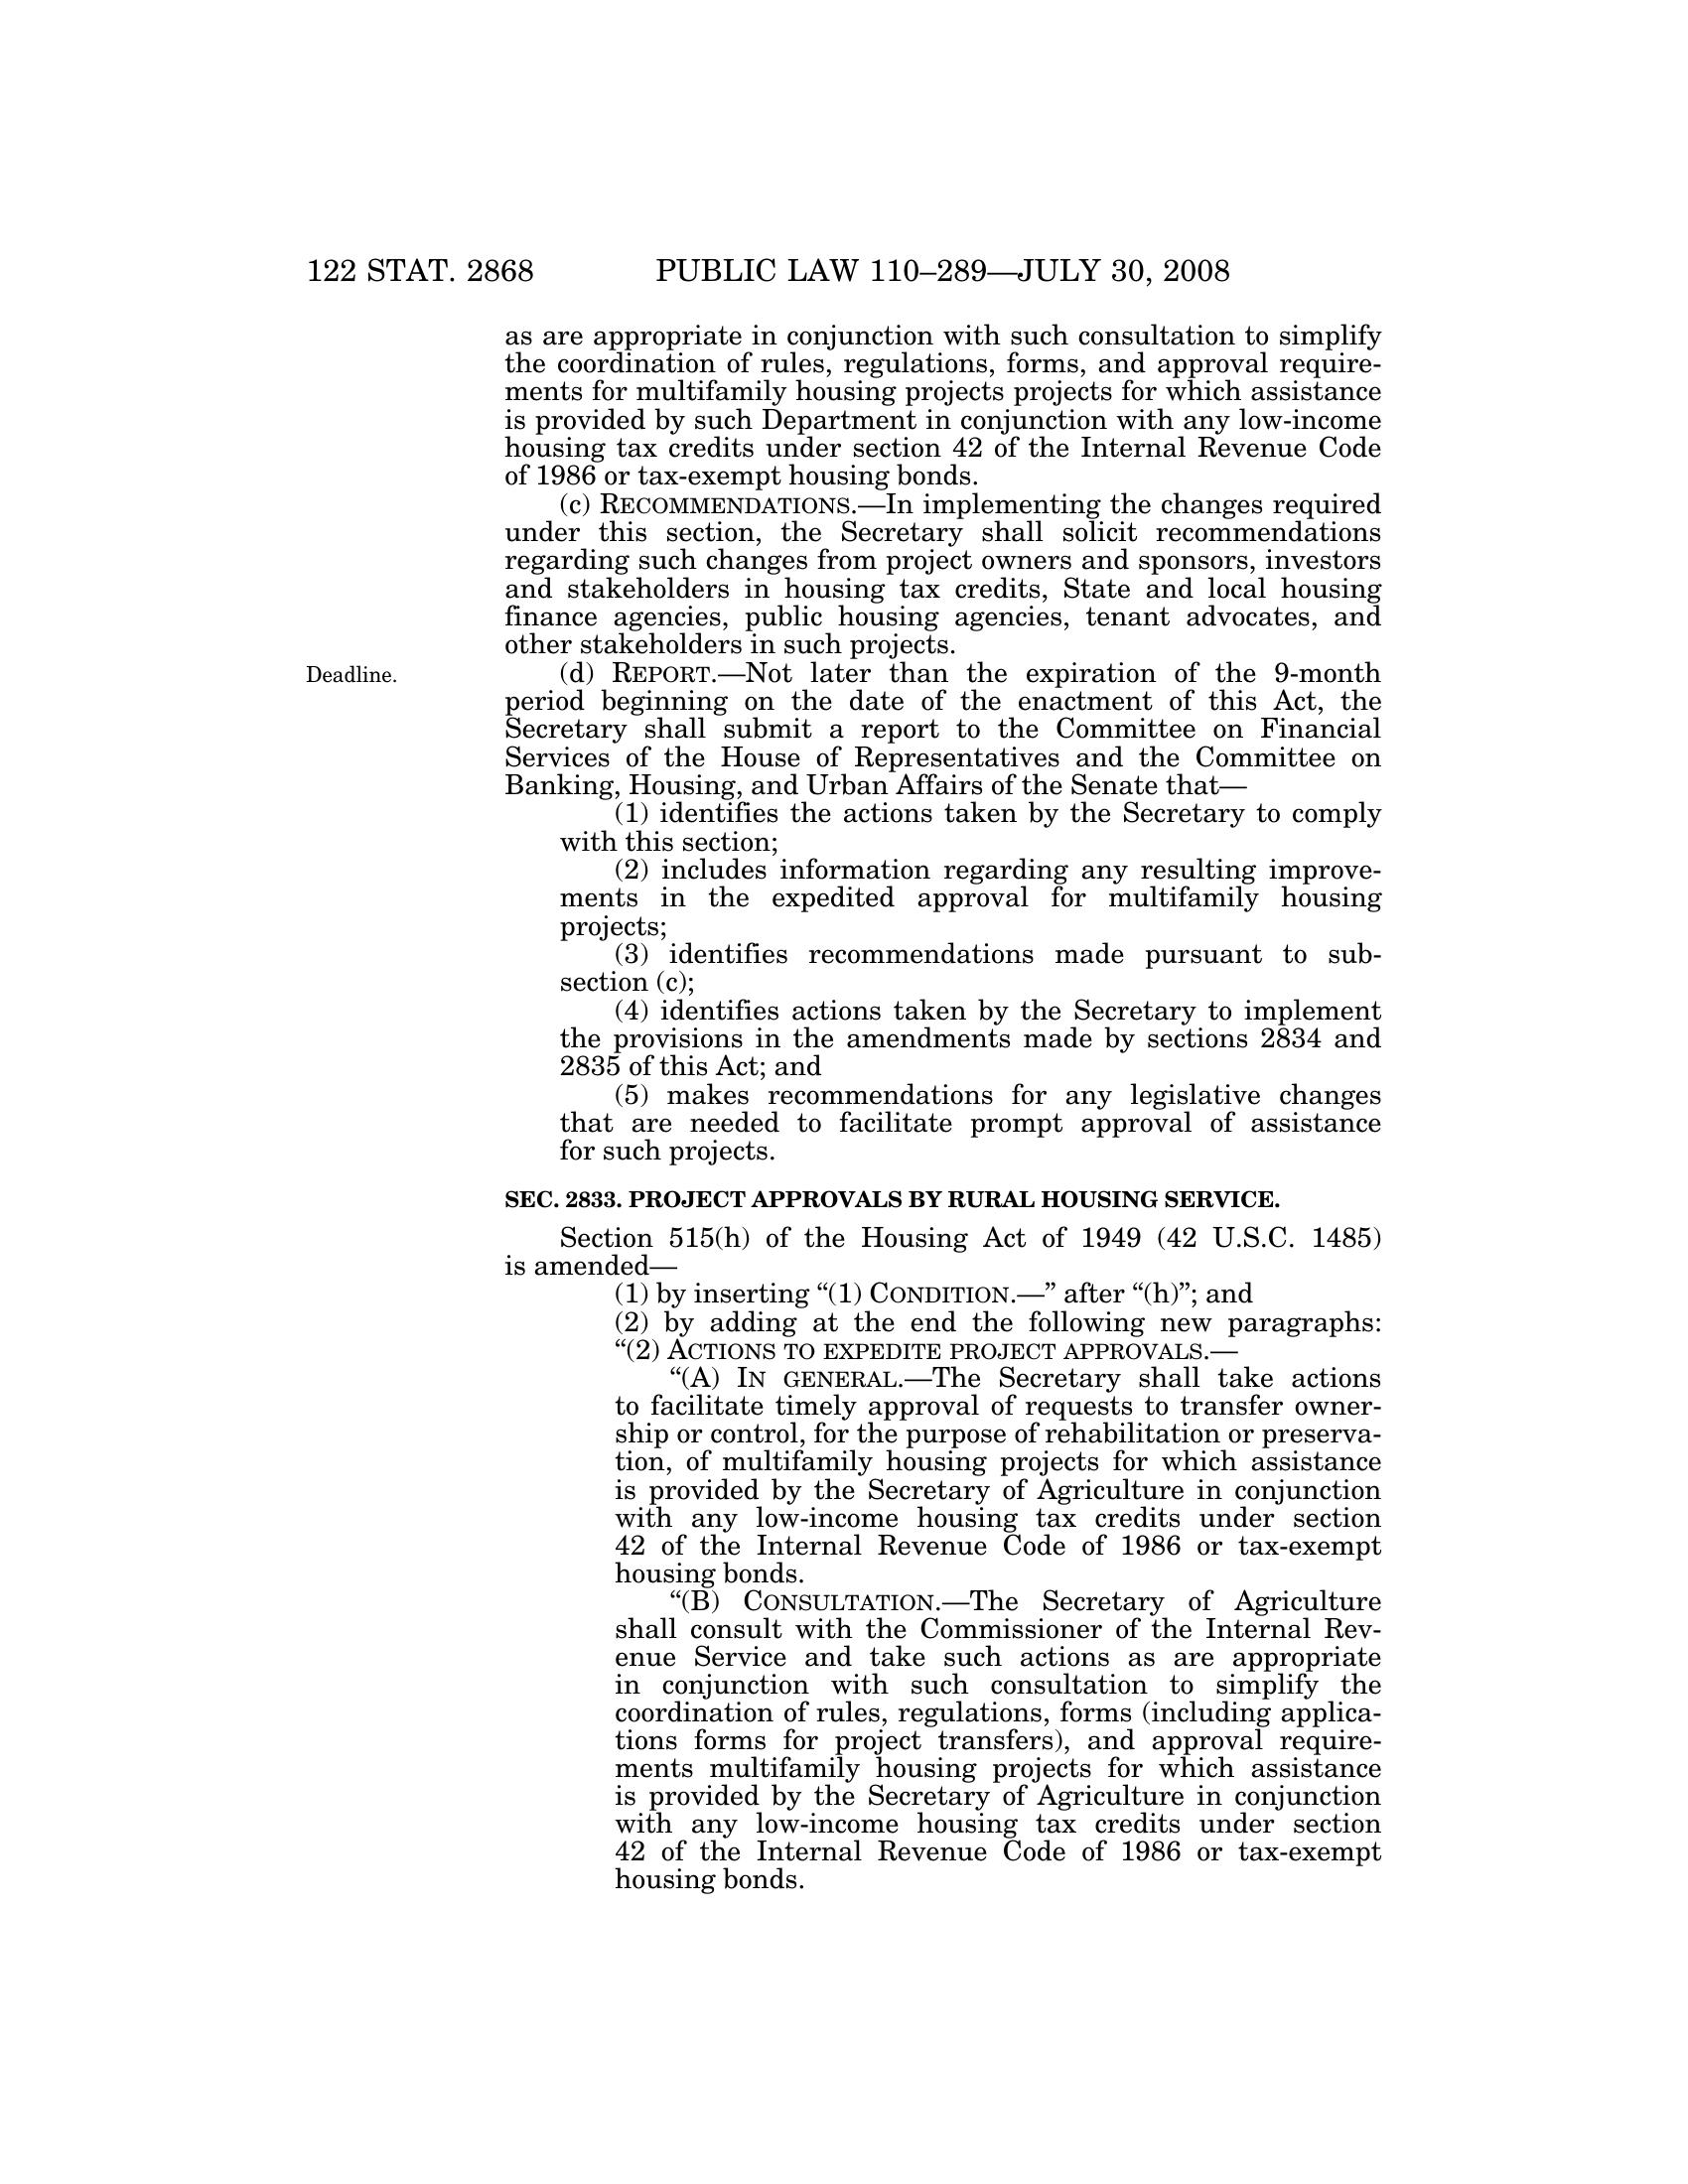 122 STAT. 2868 PUBLIC LAW 110–289—JULY 30, 2008
as are appropriate in conjunction with such consultation to simplify
the coordination of rules, regulations, forms, and approval require-
ments for multifamily housing projects projects for which assistance
is provided by such Department in conjunction with any low-income
housing tax credits under section 42 of the Internal Revenue Code
of 1986 or tax-exempt housing bonds.
(c) RECOMMENDATIONS.—In implementing the changes required
under this section, the Secretary shall solicit recommendations
regarding such changes from project owners and sponsors, investors
and stakeholders in housing tax credits, State and local housing
finance agencies, public housing agencies, tenant advocates, and
other stakeholders in such projects.
Deadline.
(d) REPORT.—Not later than the expiration of the 9-month
period beginning on the date of the enactment of this Act, the
Secretary shall submit a report to the Committee on Financial
Services of the House of Representatives and the Committee on
Banking, Housing, and Urban Affairs of the Senate that—
(1) identifies the actions taken by the Secretary to comply
with this section;
(2) includes information regarding any resulting improve-
ments in the expedited approval for multifamily housing
projects;
(3) identifies recommendations made pursuant to sub-
section (c);
(4) identifies actions taken by the Secretary to implement
the provisions in the amendments made by sections 2834 and
2835 of this Act; and
(5) makes recommendations for any legislative changes
that are needed to facilitate prompt approval of assistance
for such projects.
SEC. 2833. PROJECT APPROVALS BY RURAL HOUSING SERVICE.
Section 515(h) of the Housing Act of 1949 (42 U.S.C. 1485)
is amended—
(1) by inserting “(1) CONDITION.—” after “(h)”; and
(2) by adding at the end the following new paragraphs:
“(2) ACTIONS TO EXPEDITE PROJECT APPROVALS.—
“(A) IN GENERAL.—The Secretary shall take actions
to facilitate timely approval of requests to transfer owner-
ship or control, for the purpose of rehabilitation or preserva-
tion, of multifamily housing projects for which assistance
is provided by the Secretary of Agriculture in conjunction
with any low-income housing tax credits under section
42 of the Internal Revenue Code of 1986 or tax-exempt
housing bonds.
“(B) CONSULTATION.—The Secretary of Agriculture
shall consult with the Commissioner of the Internal Rev-
enue Service and take such actions as are appropriate
in conjunction with such consultation to simplify the
coordination of rules, regulations, forms (including applica-
tions forms for project transfers), and approval require-
ments multifamily housing projects for which assistance
is provided by the Secretary of Agriculture in conjunction
with any low-income housing tax credits under section
42 of the Internal Revenue Code of 1986 or tax-exempt
housing bonds.